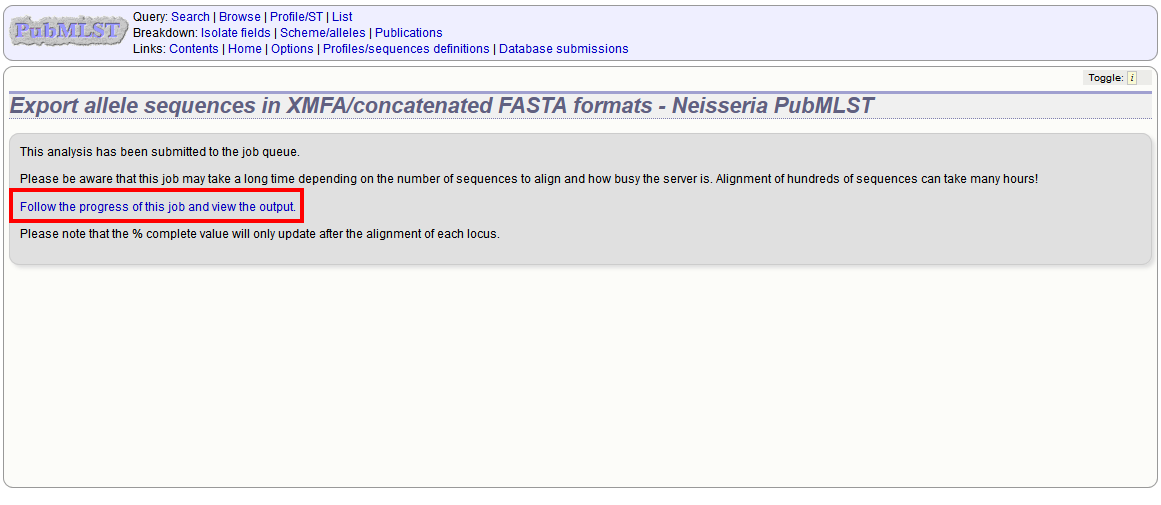 PubMLST
Query: Search | Browse | Profile/ST | List
Breakdown: Isolate fields | Scheme/alleles | Publications
Links: Contents | Home | Options | Profiles/sequences definitions | Database submissions
Toggle: i
Export allele sequences in XMFA/concatenated FASTA formats - Neisseria PubMLST
This analysis has been submitted to the job queue.
Please be aware that this job may take a long time depending on the number of sequences to align and how busy the server is. Alignment of hundreds of sequences can take many hours!
Follow the progress of this job and view the output.
Please note that the % complete value will only update after the alignment of each locus.